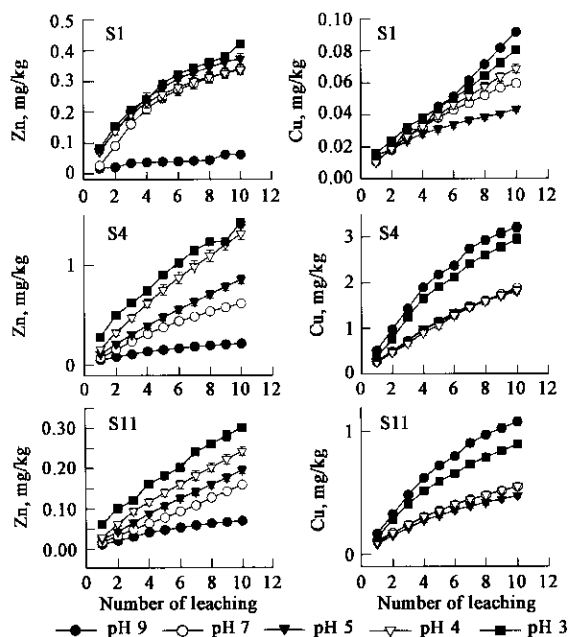 S1
Zn, mg/kg
0.5
0.4
0.3
0.2
0.1
0
0 2 4 6 8 10 12
S1
Cu, mg/kg
0.10
0.08
0.06
0.04
0.02
0.00
0 2 4 6 8 10 12
S4
Zn, mg/kg
1
0
0 2 4 6 8 10 12
S4
Cu, mg/kg
3
2
1
0
0 2 4 6 8 10 12
S11
Zn, mg/kg
0.30
0.20
0.10
0.00
0 2 4 6 8 10 12
Number of leaching
S11
Cu, mg/kg
1
0
0 2 4 6 8 10 12
Number of leaching
pH 9 pH 7 pH 5 pH 4 pH 3